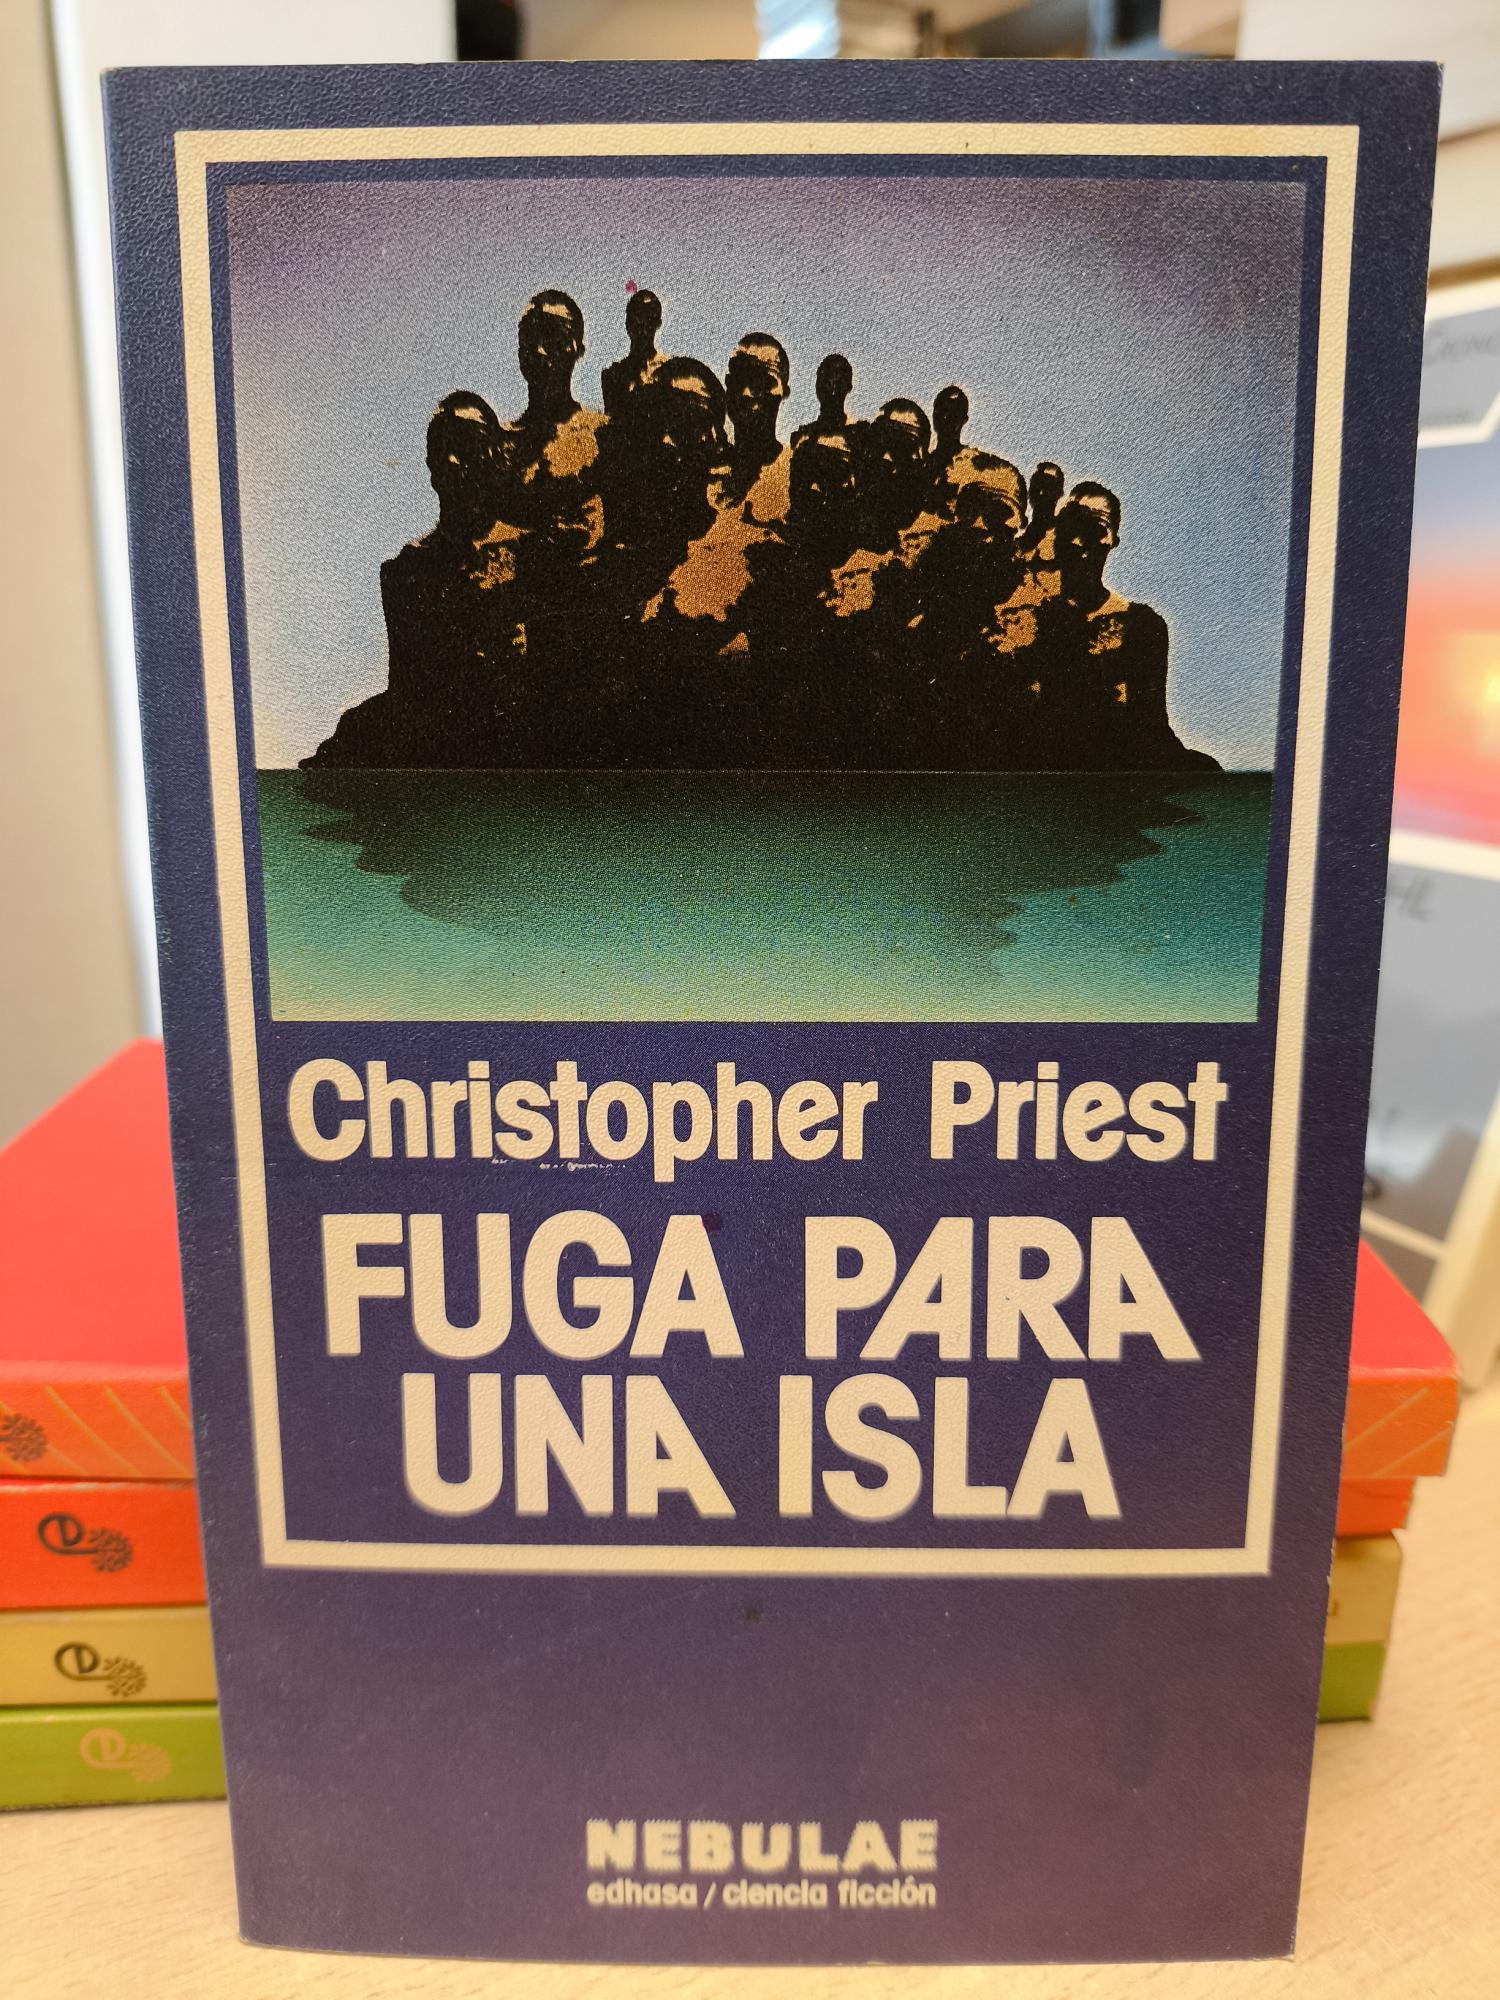 Christopher Priest
FUGA PARA
UNA ISLA
NEBULAE
edhasa / ciencia ficción